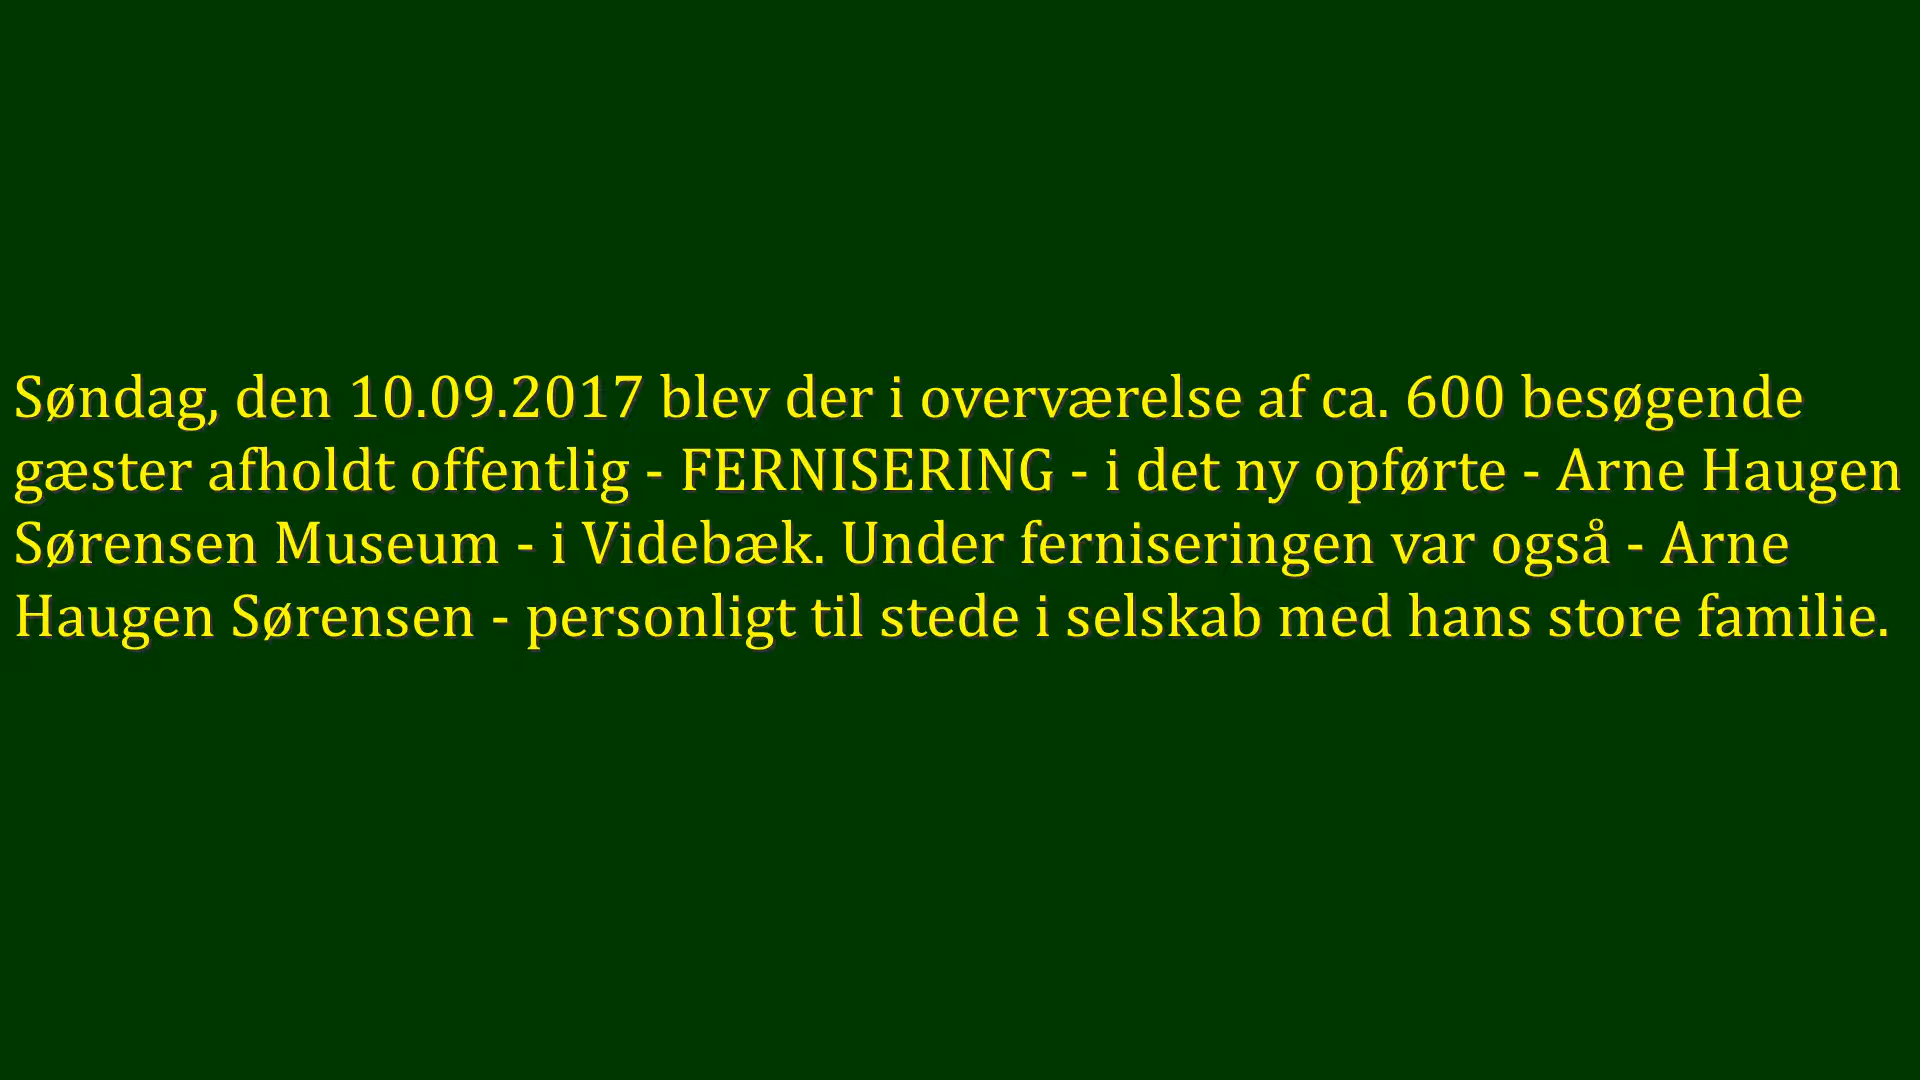 Søndag, den 10.09.2017 blev der i overværelse af ca. 600 besøgende
gæster afholdt offentlig - FERNISERING - i det ny opførte - Arne Haugen
Sørensen Museum - i Videbæk. Under ferniseringen var også - Arne
Haugen Sørensen - personligt til stede i selskab med hans store familie.